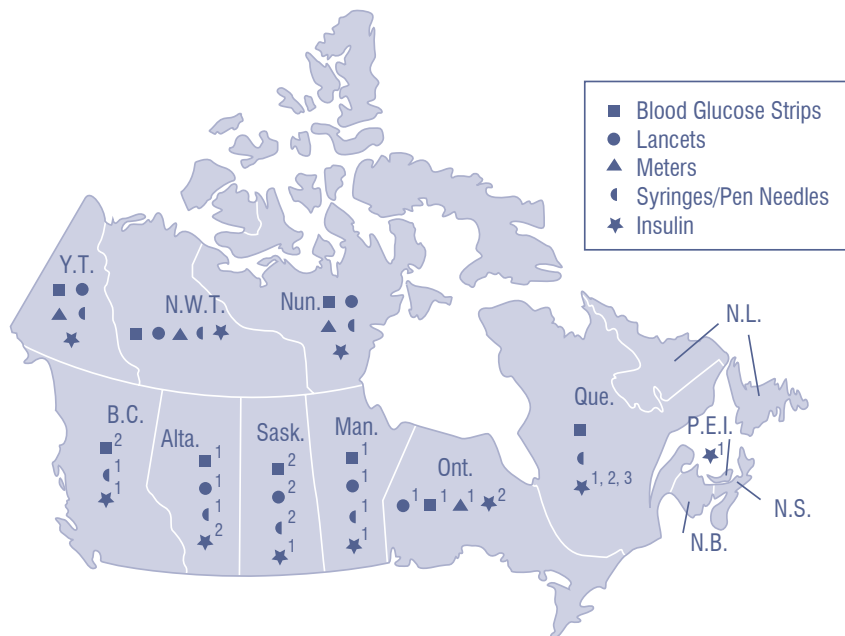 Blood Glucose Strips
Lancets
Meters
Syringes/Pen Needles
Insulin
Y.T.
N.W.T.
Nun.
N.L.
B.C.
2
1
1
Alta.
1
1
1
2
Sask.
2
2
2
1
Man.
1
1
1
1
Ont.
1 1 1 2
Que.
1, 2, 3
P.E.I.
1
N.S.
N.B.